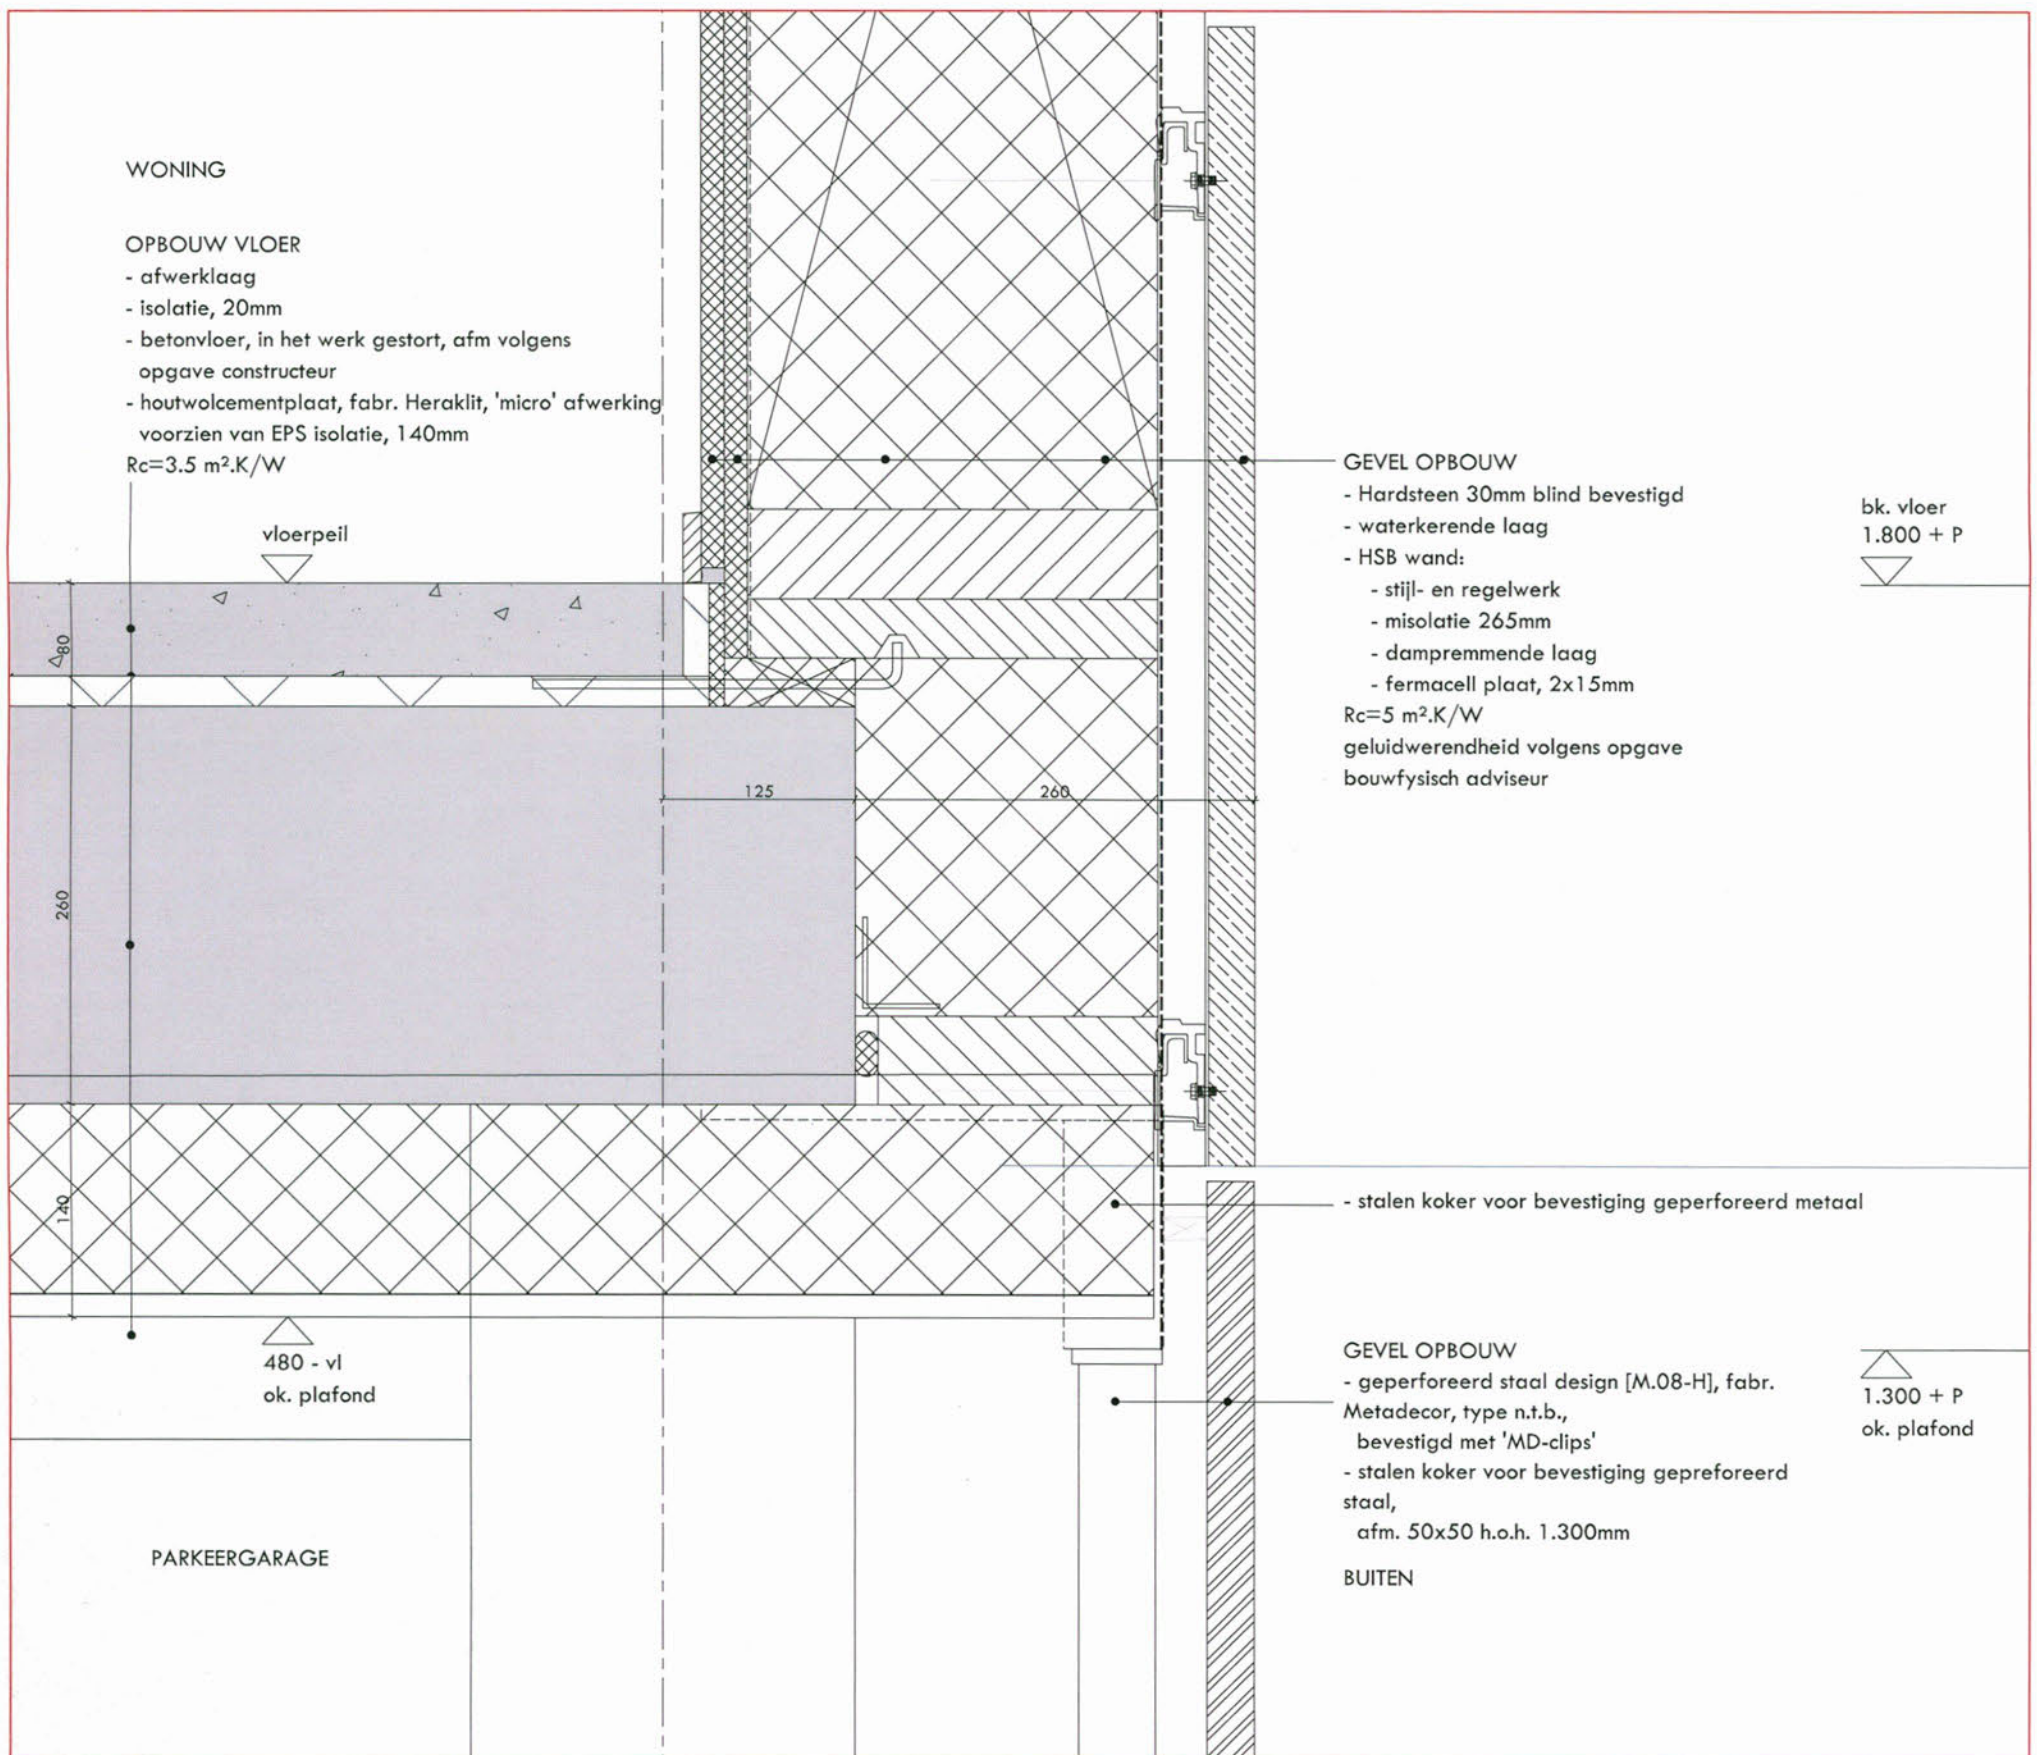 WONING
OPBOUW VLOER
- afwerklaag
- isolatie, 20mm
- betonvloer, in het werk gestort, afm volgens
opgave constructeur
- houtwolcementplaat, fabr. Heraklit, 'micro' afwerking
voorzien van EPS isolatie, 140mm
Rc=3.5 m².K/W
vloerpeil
80
260
140
125
260
480 - vl
ok. plafond
PARKEERGARAGE
GEVEL OPBOUW
- Hardsteen 30mm blind bevestigd
- waterkerende laag
- HSB wand:
- stijl- en regelwerk
- misolatie 265mm
- dampremmende laag
- fermacell plaat, 2x15mm
Rc=5 m².K/W
geluidwerendheid volgens opgave
bouwfysisch adviseur
bk. vloer
1.800 + P
- stalen koker voor bevestiging geperforeerd metaal
GEVEL OPBOUW
- geperforeerd staal design [M.08-H], fabr.
Metadecor, type n.t.b.,
bevestigd met 'MD-clips'
- stalen koker voor bevestiging gepreforeerd
staal,
afm. 50x50 h.o.h. 1.300mm
BUITEN
1.300 + P
ok. plafond